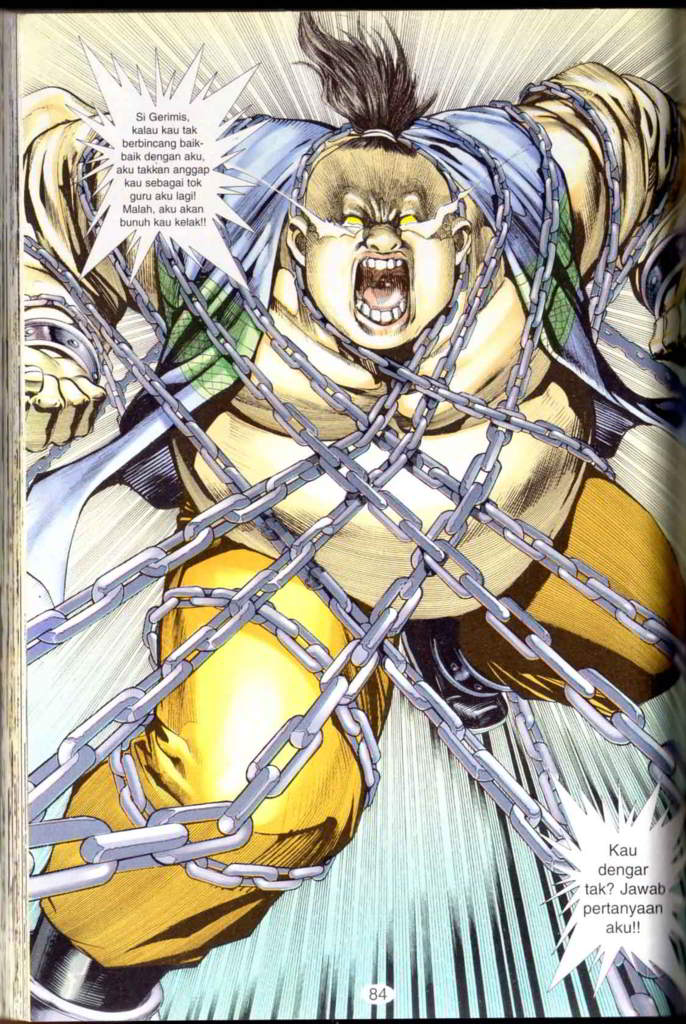 Si Gerimis,
kalau kau tak
berbincang baik-
baik dengan aku,
aku takkan anggap
kau sebagai tok
guru aku lagi!
Malah, aku akan
bunuh kau kelak!!
Kau
dengar
tak? Jawab
pertanyaan
aku!!
84